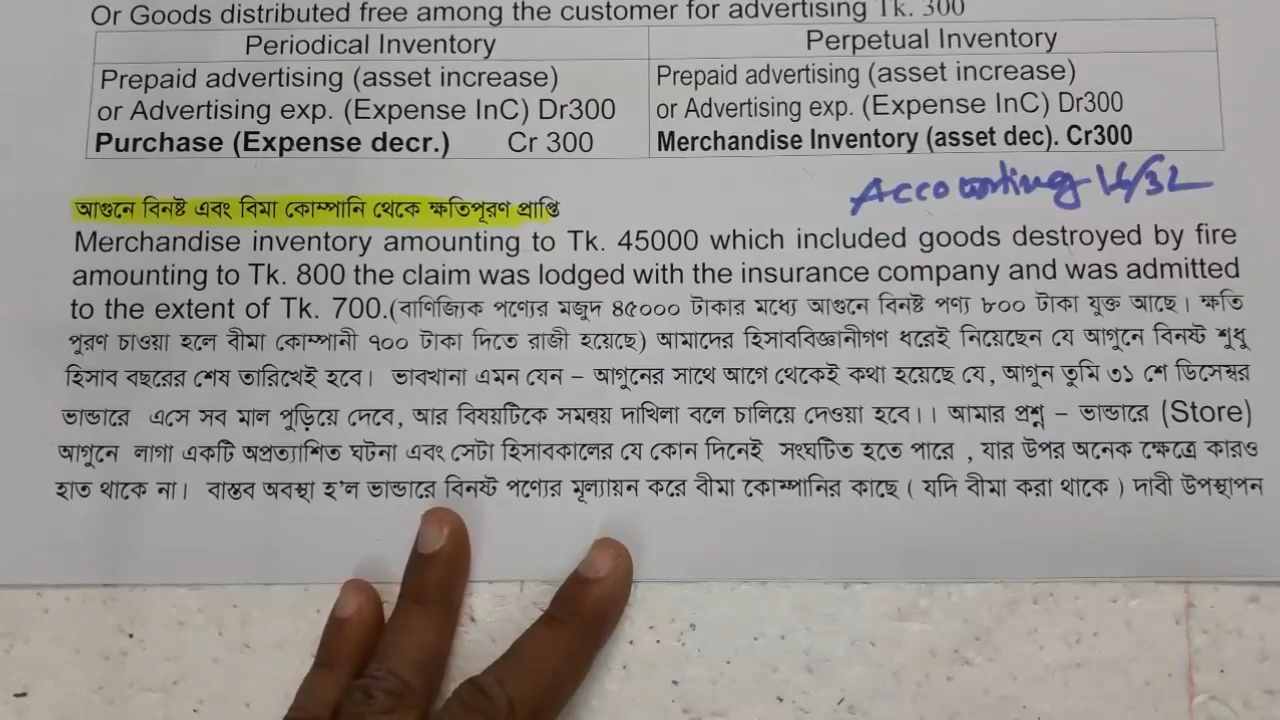 Or Goods distributed free among the customer for advertising Tk. 300
Periodical Inventory
Perpetual Inventory
Prepaid advertising (asset increase)
or Advertising exp. (Expense InC) Dr300
Purchase (Expense decr.) Cr 300
Prepaid advertising (asset increase)
or Advertising exp. (Expense InC) Dr300
Merchandise Inventory (asset dec). Cr300
Accounting 16/32
আগুনে বিনষ্ট এবং বিমা কোম্পানি থেকে ক্ষতিপূরণ প্রাপ্তি
Merchandise inventory amounting to Tk. 45000 which included goods destroyed by fire
amounting to Tk. 800 the claim was lodged with the insurance company and was admitted
to the extent of Tk. 700.(বাণিজ্যিক পণ্যের মজুদ ৪৫০০০ টাকার মধ্যে আগুনে বিনষ্ট পণ্য ৮০০ টাকা যুক্ত আছে। ক্ষতি
পুরণ চাওয়া হলে বীমা কোম্পানী ৭০০ টাকা দিতে রাজী হয়েছে) আমাদের হিসাববিজ্ঞানীগণ ধরেই নিয়েছেন যে আগুনে বিনষ্ট শুধু
হিসাব বছরের শেষ তারিখেই হবে। ভাবখানা এমন যেন – আগুনের সাথে আগে থেকেই কথা হয়েছে যে, আগুন তুমি ৩১ শে ডিসেম্বর
ভান্ডারে এসে সব মাল পুড়িয়ে দেবে, আর বিষয়টিকে সমন্বয় দাখিলা বলে চালিয়ে দেওয়া হবে।। আমার প্রশ্ন – ভান্ডারে (Store)
আগুনে লাগা একটি অপ্রত্যাশিত ঘটনা এবং সেটা হিসাবকালের যে কোন দিনেই সংঘটিত হতে পারে , যার উপর অনেক ক্ষেত্রে কারও
হাত থাকে না। বাস্তব অবস্থা হ'ল ভান্ডারে বিনষ্ট পণ্যের মূল্যায়ন করে বীমা কোম্পানির কাছে ( যদি বীমা করা থাকে ) দাবী উপস্থাপন